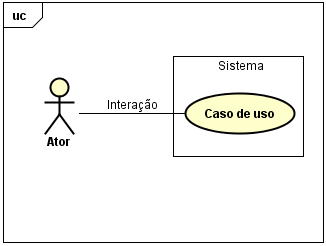 uc
Sistema
Interação
Caso de uso
Ator